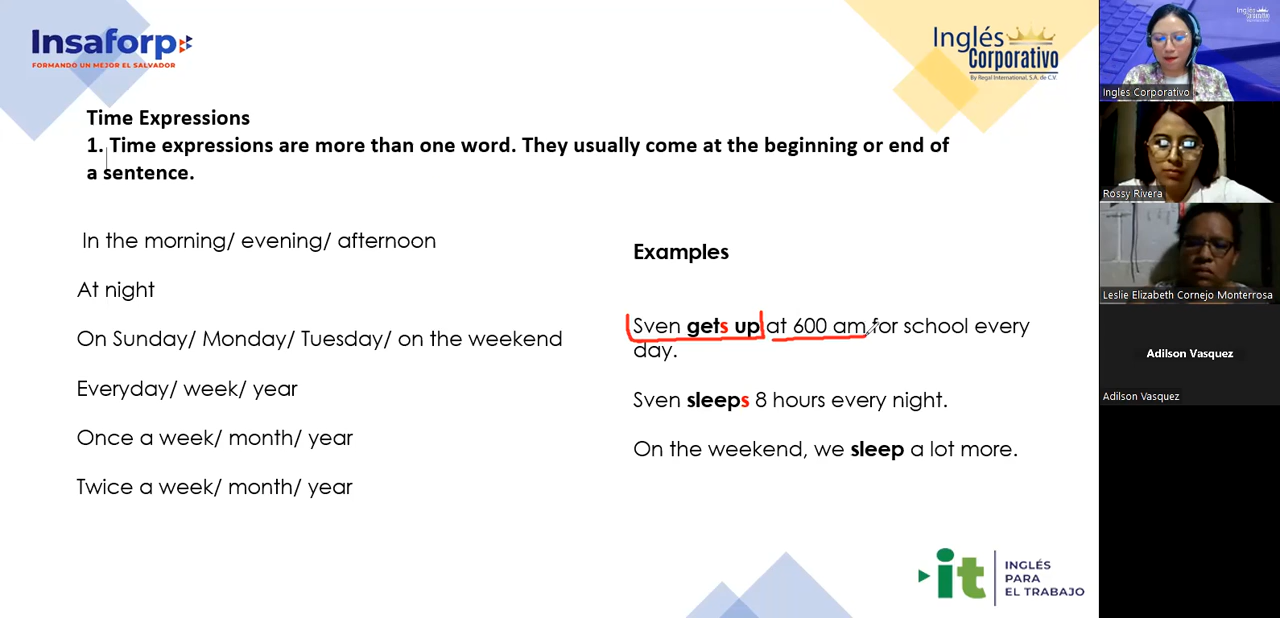 Insaforp
FORMANDO UN MEJOR EL SALVADOR
Inglés
Corporativo
By Regal International, S.A. de C.V.
Time Expressions
1. Time expressions are more than one word. They usually come at the beginning or end of
a sentence.
In the morning/ evening/ afternoon
At night
On Sunday/ Monday/ Tuesday/ on the weekend
Everyday/ week/ year
Once a week/ month/ year
Twice a week/ month/ year
Examples
Sven gets up at 600 am for school every
day.
Sven sleeps 8 hours every night.
On the weekend, we sleep a lot more.
it
INGLÉS
PARA
EL TRABAJO
Inglés
Ingles Corporativo
Rossy Rivera
Leslie Elizabeth Cornejo Monterrosa
Adilson Vasquez
Adilson Vasquez